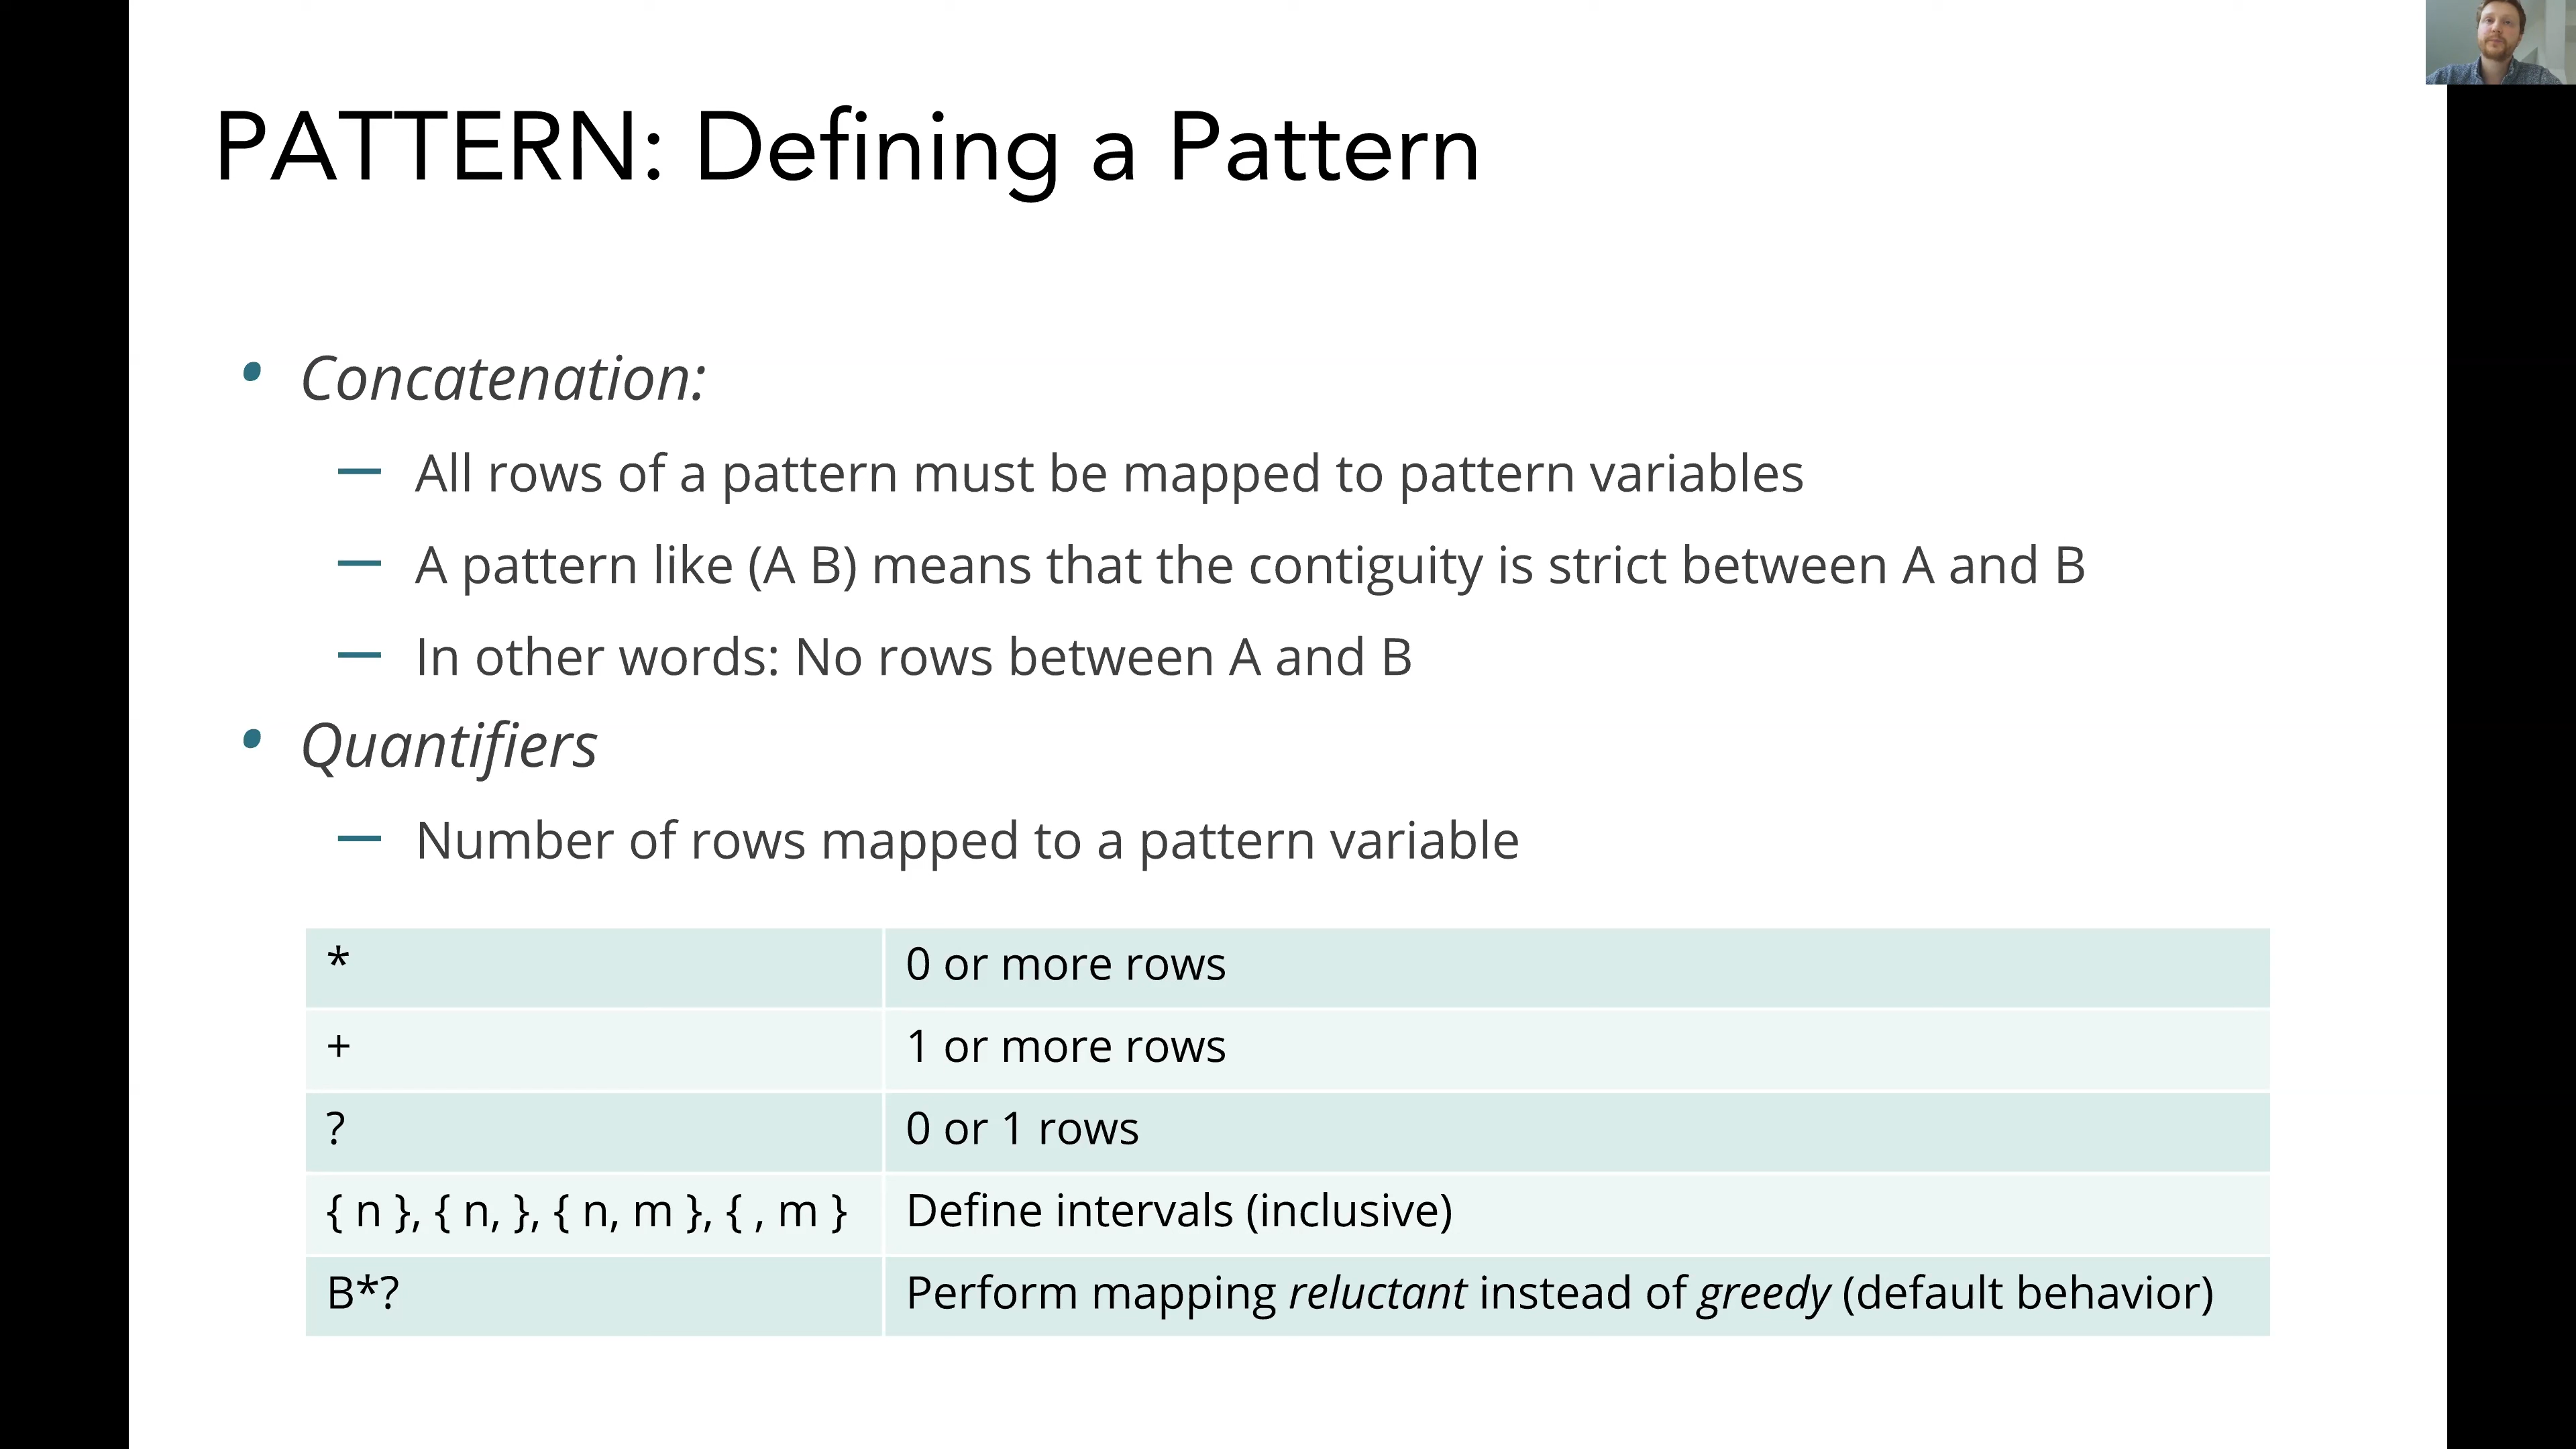 PATTERN: Defining a Pattern
• Concatenation:
— All rows of a pattern must be mapped to pattern variables
— A pattern like (A B) means that the contiguity is strict between A and B
— In other words: No rows between A and B
• Quantifiers
— Number of rows mapped to a pattern variable
* 0 or more rows
+ 1 or more rows
? 0 or 1 rows
{ n }, { n, }, { n, m }, { , m } Define intervals (inclusive)
B*? Perform mapping reluctant instead of greedy (default behavior)